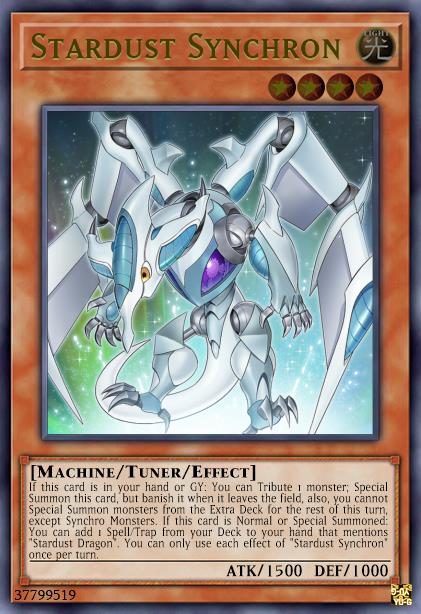 STARDUST SYNCHRON
LIGHT
光
[MACHINE/TUNER/EFFECT]
If this card is in your hand or GY: You can Tribute 1 monster; Special
Summon this card, but banish it when it leaves the field, also, you cannot
Special Summon monsters from the Extra Deck for the rest of this turn,
except Synchro Monsters. If this card is Normal or Special Summoned:
You can add 1 Spell/Trap from your Deck to your hand that mentions
"Stardust Dragon". You can only use each effect of "Stardust Synchron"
once per turn.
ATK/1500 DEF/1000
37799519